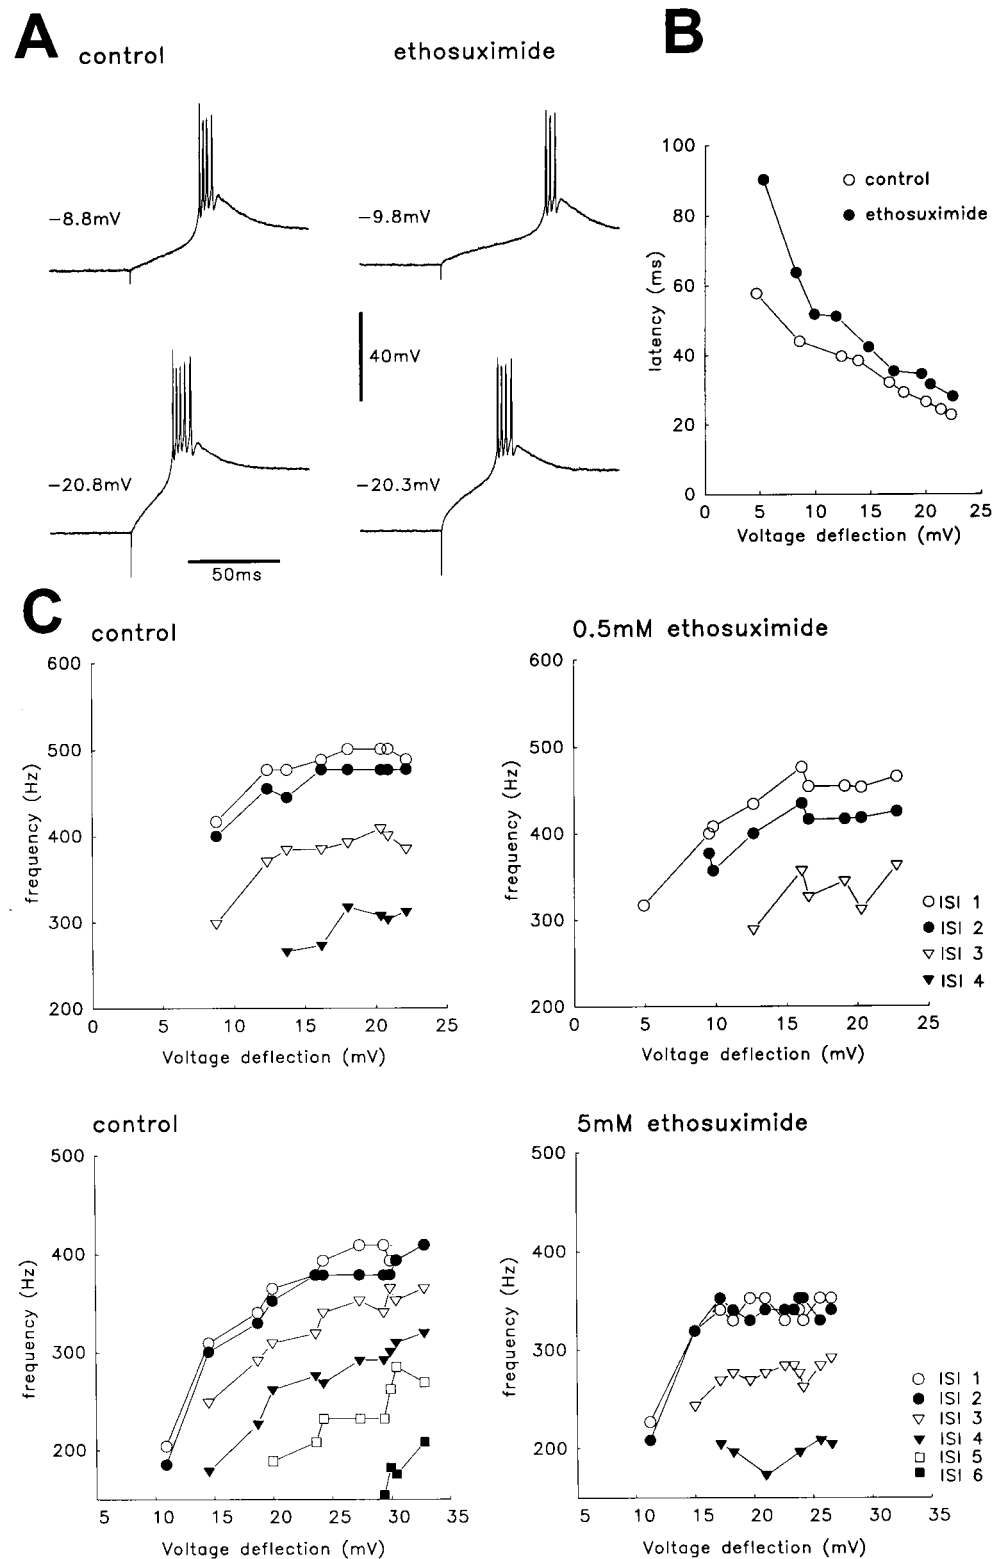 A
control
ethosuximide
−8.8mV
−9.8mV
40mV
−20.8mV
−20.3mV
50ms
B
100
80
60
40
20
0
latency (ms)
control
ethosuximide
0 5 10 15 20 25
Voltage deflection (mV)
C
control
600
500
400
300
200
frequency (Hz)
0 5 10 15 20 25
Voltage deflection (mV)
0.5mM ethosuximide
600
500
400
300
200
frequency (Hz)
ISI 1
ISI 2
ISI 3
ISI 4
0 5 10 15 20 25
Voltage deflection (mV)
control
500
400
300
200
frequency (Hz)
5 10 15 20 25 30 35
Voltage deflection (mV)
5mM ethosuximide
500
400
300
200
frequency (Hz)
ISI 1
ISI 2
ISI 3
ISI 4
ISI 5
ISI 6
5 10 15 20 25 30 35
Voltage deflection (mV)